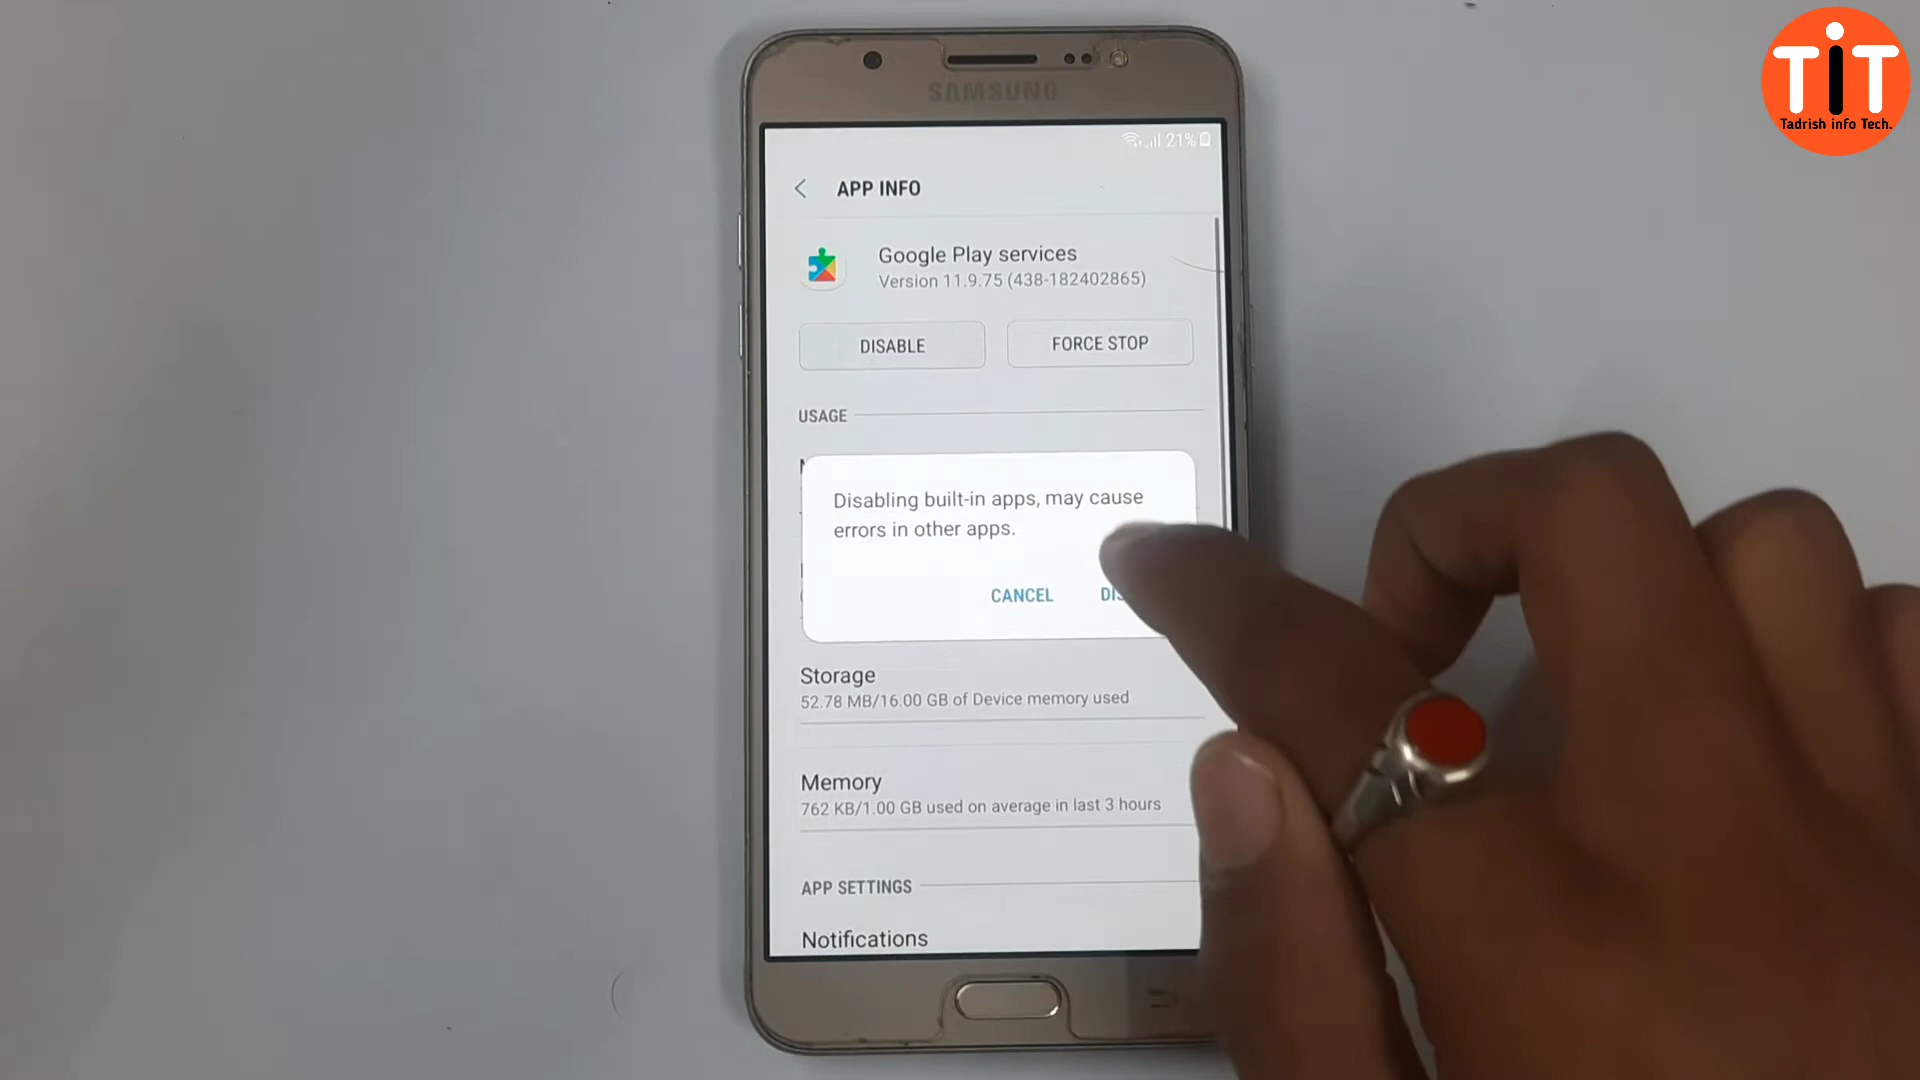 TiT
Tadrish info Tech.
SAMSUNG
21%
APP INFO
Google Play services
Version 11.9.75 (438-182402865)
DISABLE
FORCE STOP
USAGE
Disabling built-in apps, may cause
errors in other apps.
CANCEL
Storage
52.78 MB/16.00 GB of Device memory used
Memory
762 KB/1.00 GB used on average in last 3 hours
APP SETTINGS
Notifications